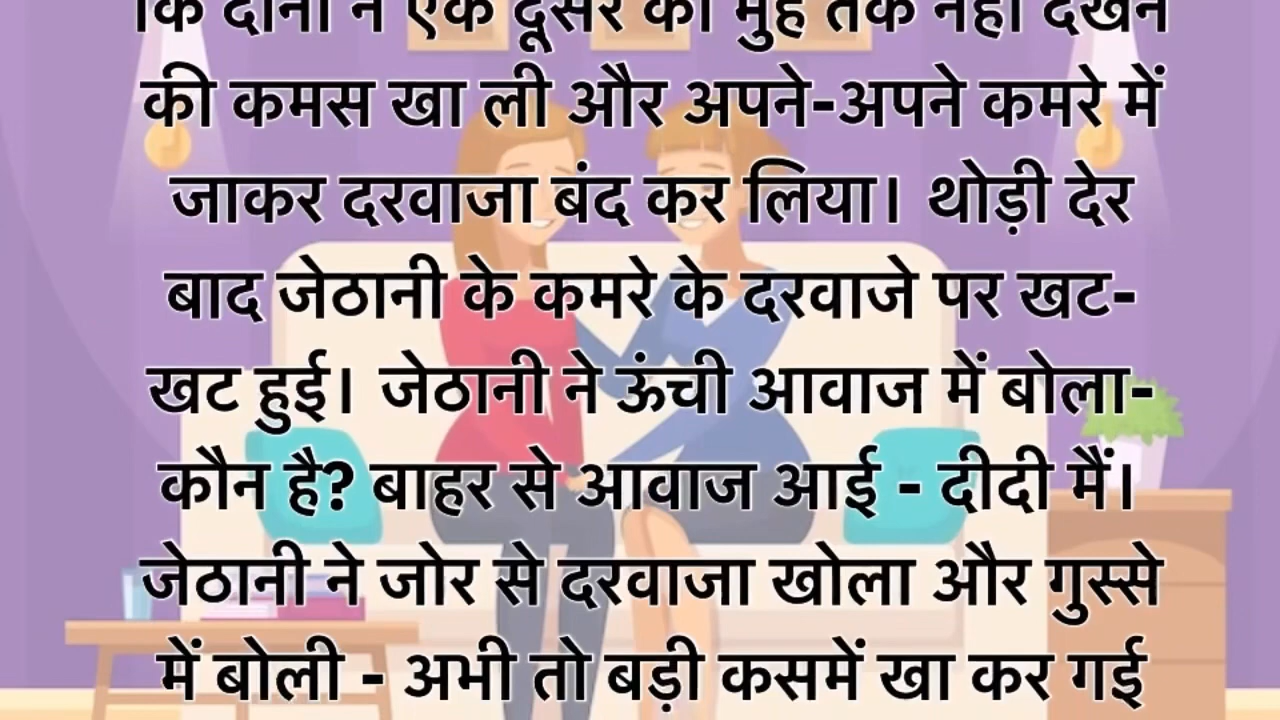 कि दोनों ने एक दूसरे का मुंह तक नहीं देखने
की कमस खा ली और अपने-अपने कमरे में
जाकर दरवाजा बंद कर लिया। थोड़ी देर
बाद जेठानी के कमरे के दरवाजे पर खट-
खट हुई। जेठानी ने ऊंची आवाज में बोला-
कौन है? बाहर से आवाज आई - दीदी मैं।
जेठानी ने जोर से दरवाजा खोला और गुस्से
में बोली - अभी तो बड़ी कसमें खा कर गई